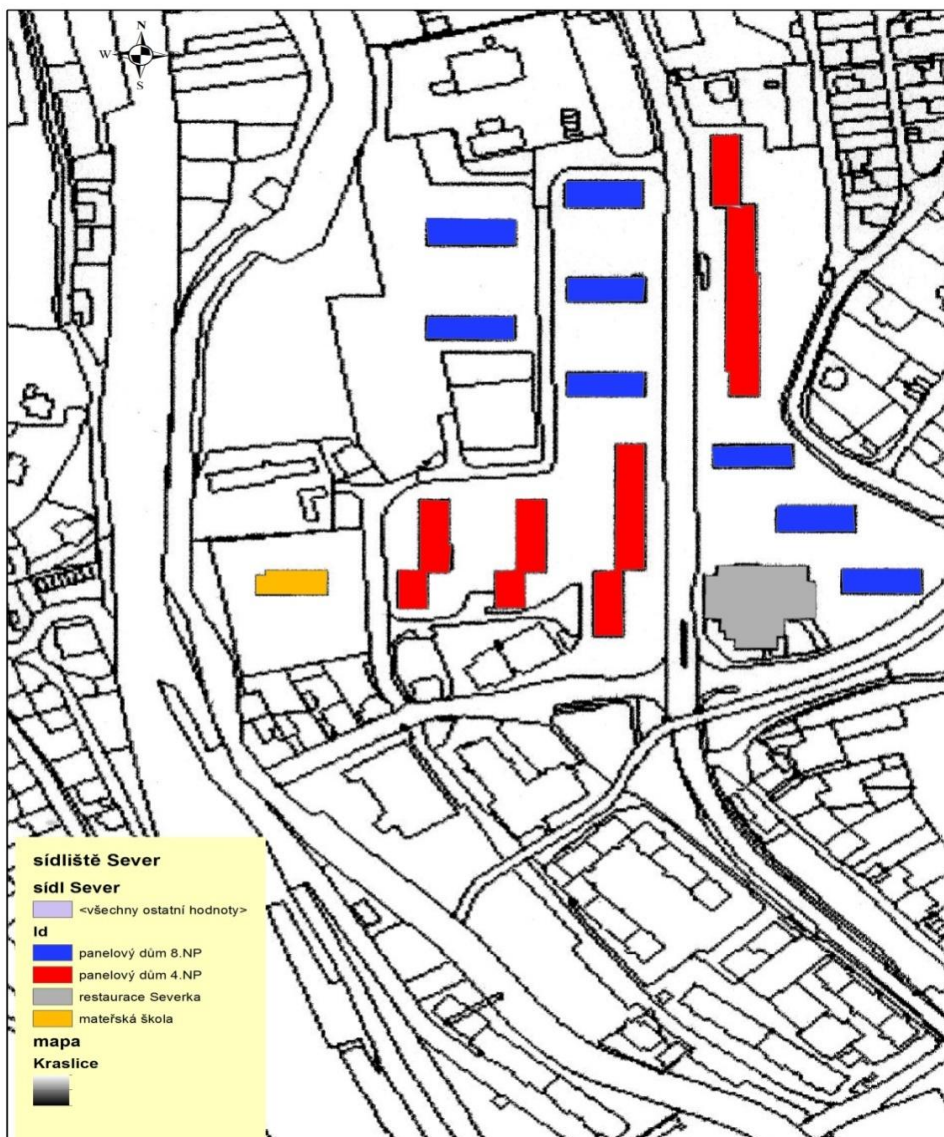 N
W
S
sídliště Sever
sídl Sever
<všechny ostatní hodnoty>
Id
panelový dům 8.NP
panelový dům 4.NP
restaurace Severka
mateřská škola
mapa
Kraslice